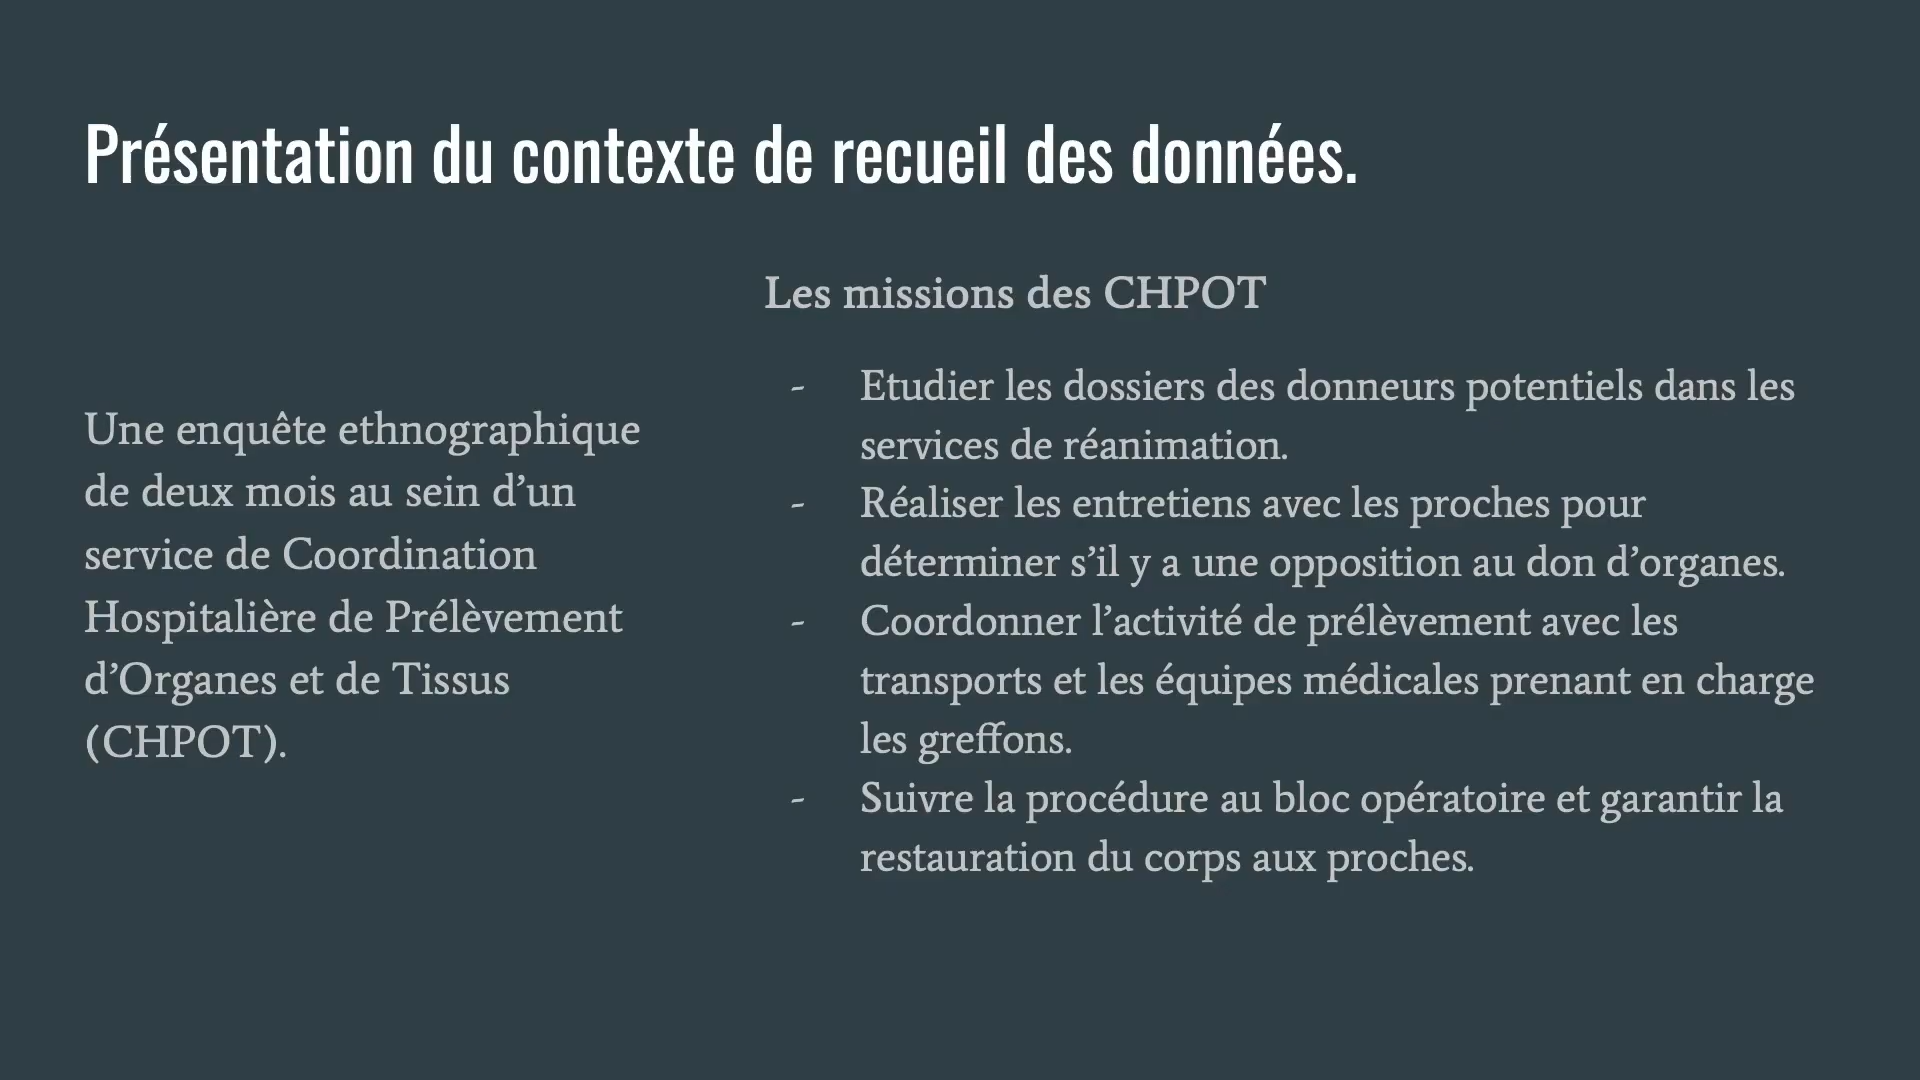 Présentation du contexte de recueil des données.
Une enquête ethnographique
de deux mois au sein d’un
service de Coordination
Hospitalière de Prélèvement
d’Organes et de Tissus
(CHPOT).
Les missions des CHPOT
- Etudier les dossiers des donneurs potentiels dans les
services de réanimation.
- Réaliser les entretiens avec les proches pour
déterminer s’il y a une opposition au don d’organes.
- Coordonner l’activité de prélèvement avec les
transports et les équipes médicales prenant en charge
les greffons.
- Suivre la procédure au bloc opératoire et garantir la
restauration du corps aux proches.